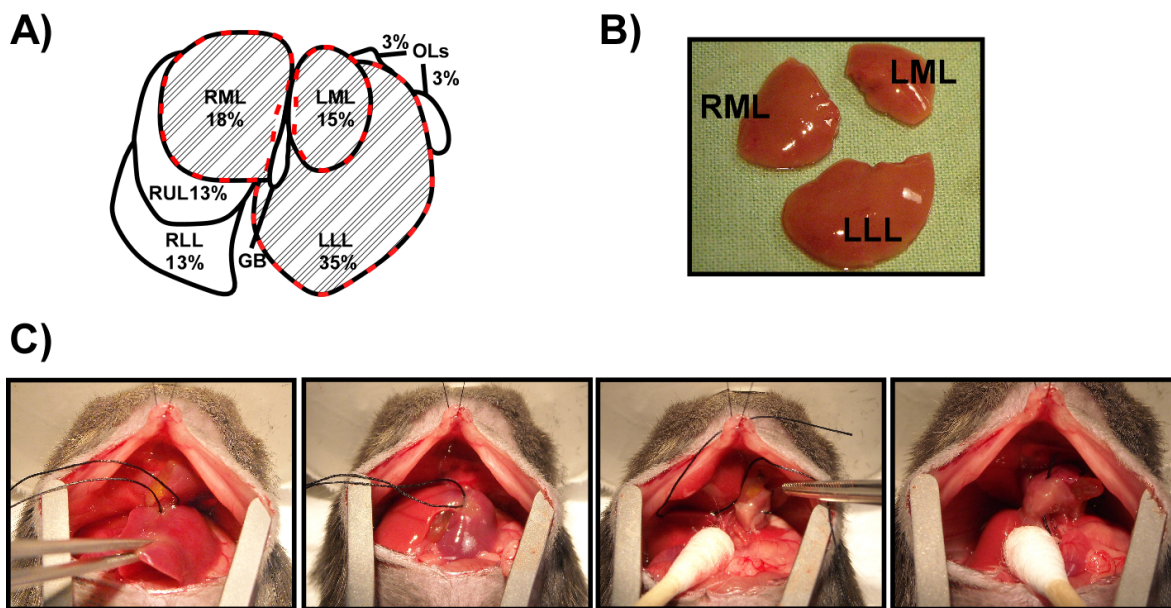 A)
3%
OLs
3%
RML
18%
LML
15%
RUL13%
RLL
13%
GB
LLL
35%
B)
LML
RML
LLL
C)